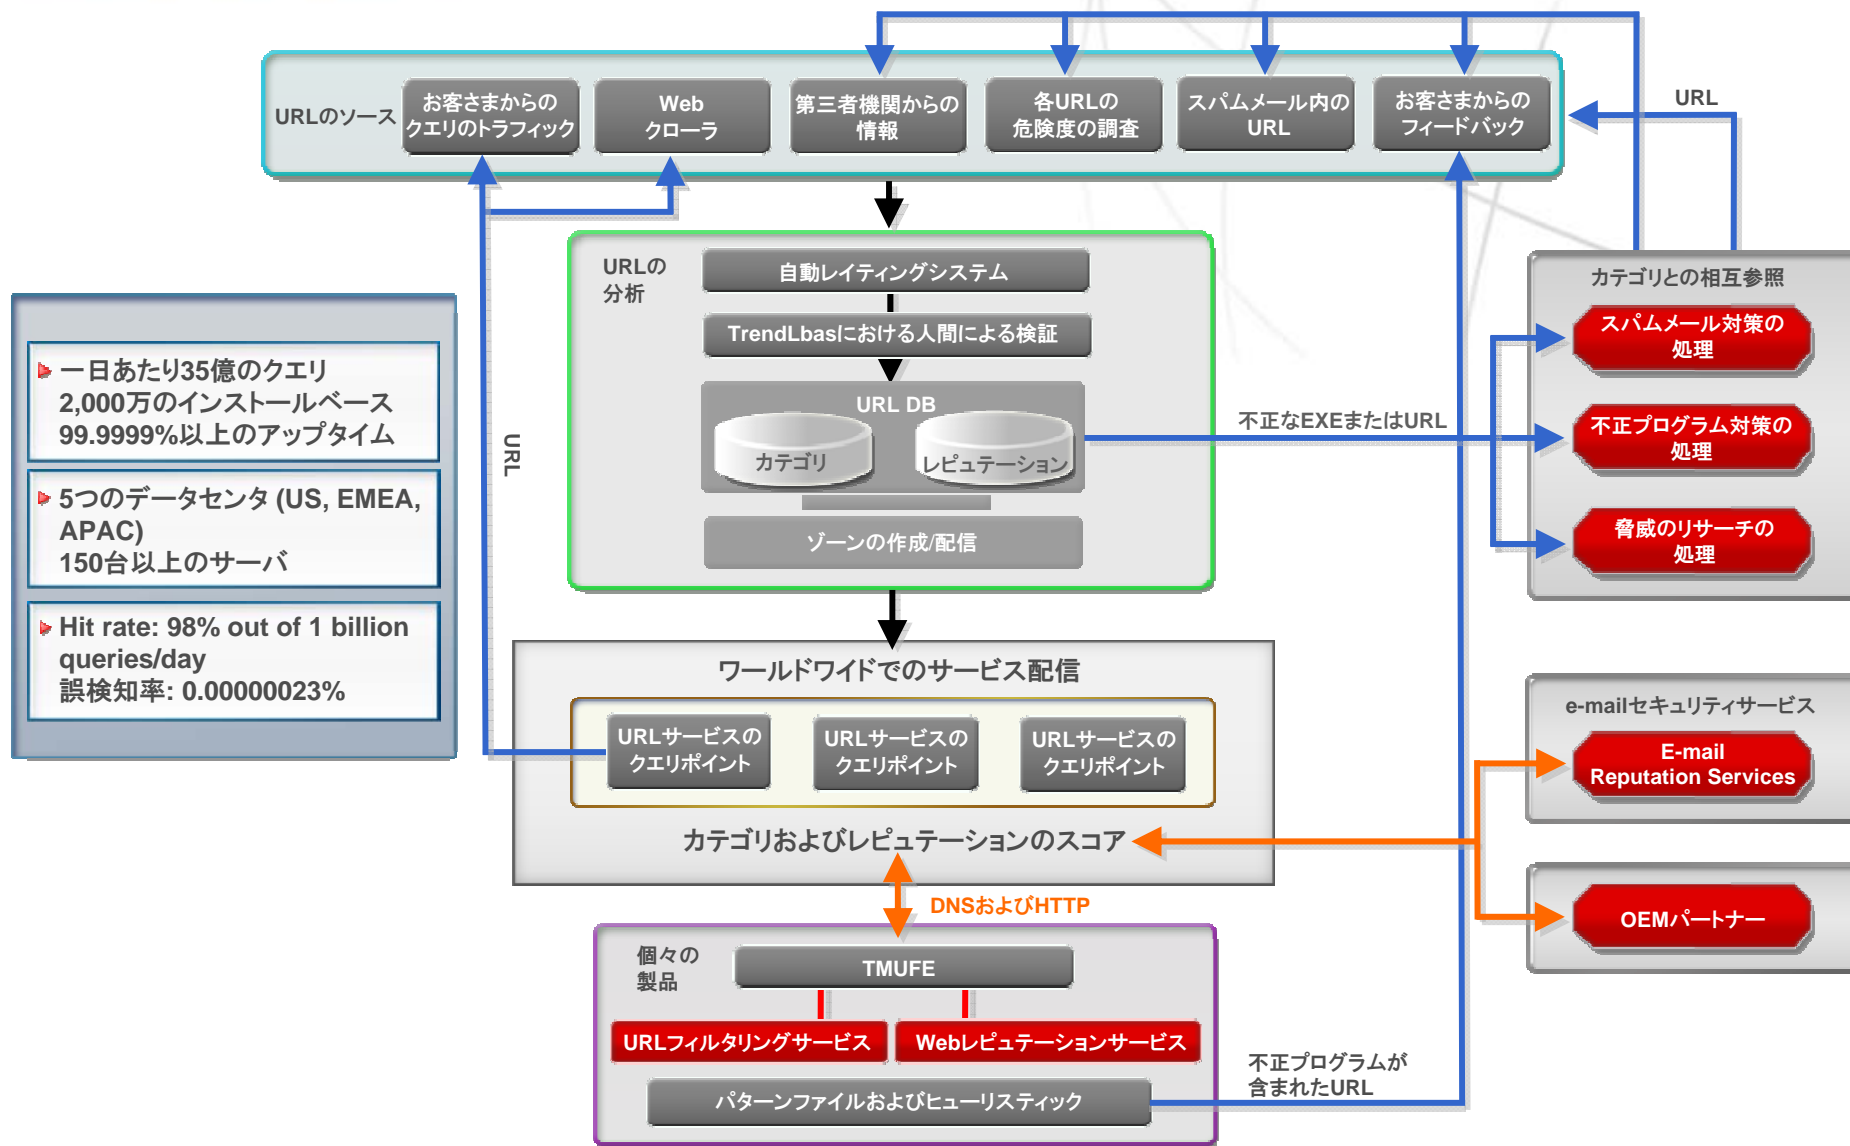 URLのソース
お客さまからの
クエリのトラフィック
Web
クローラ
第三者機関からの
情報
各URLの
危険度の調査
スパムメール内の
URL
お客さまからの
フィードバック
URL
URLの
分析
自動レイティングシステム
TrendLbasにおける人間による検証
URL DB
カテゴリ
レピュテーション
ゾーンの作成/配信
不正なEXEまたはURL
カテゴリとの相互参照
スパムメール対策の
処理
不正プログラム対策の
処理
脅威のリサーチの
処理
一日あたり35億のクエリ
2,000万のインストールベース
99.9999%以上のアップタイム
5つのデータセンタ (US, EMEA,
APAC)
150台以上のサーバ
Hit rate: 98% out of 1 billion
queries/day
誤検知率: 0.00000023%
URL
ワールドワイドでのサービス配信
URLサービスの
クエリポイント
URLサービスの
クエリポイント
URLサービスの
クエリポイント
カテゴリおよびレピュテーションのスコア
e-mailセキュリティサービス
E-mail
Reputation Services
OEMパートナー
DNSおよびHTTP
個々の
製品
TMUFE
URLフィルタリングサービス
Webレピュテーションサービス
パターンファイルおよびヒューリスティック
不正プログラムが
含まれたURL